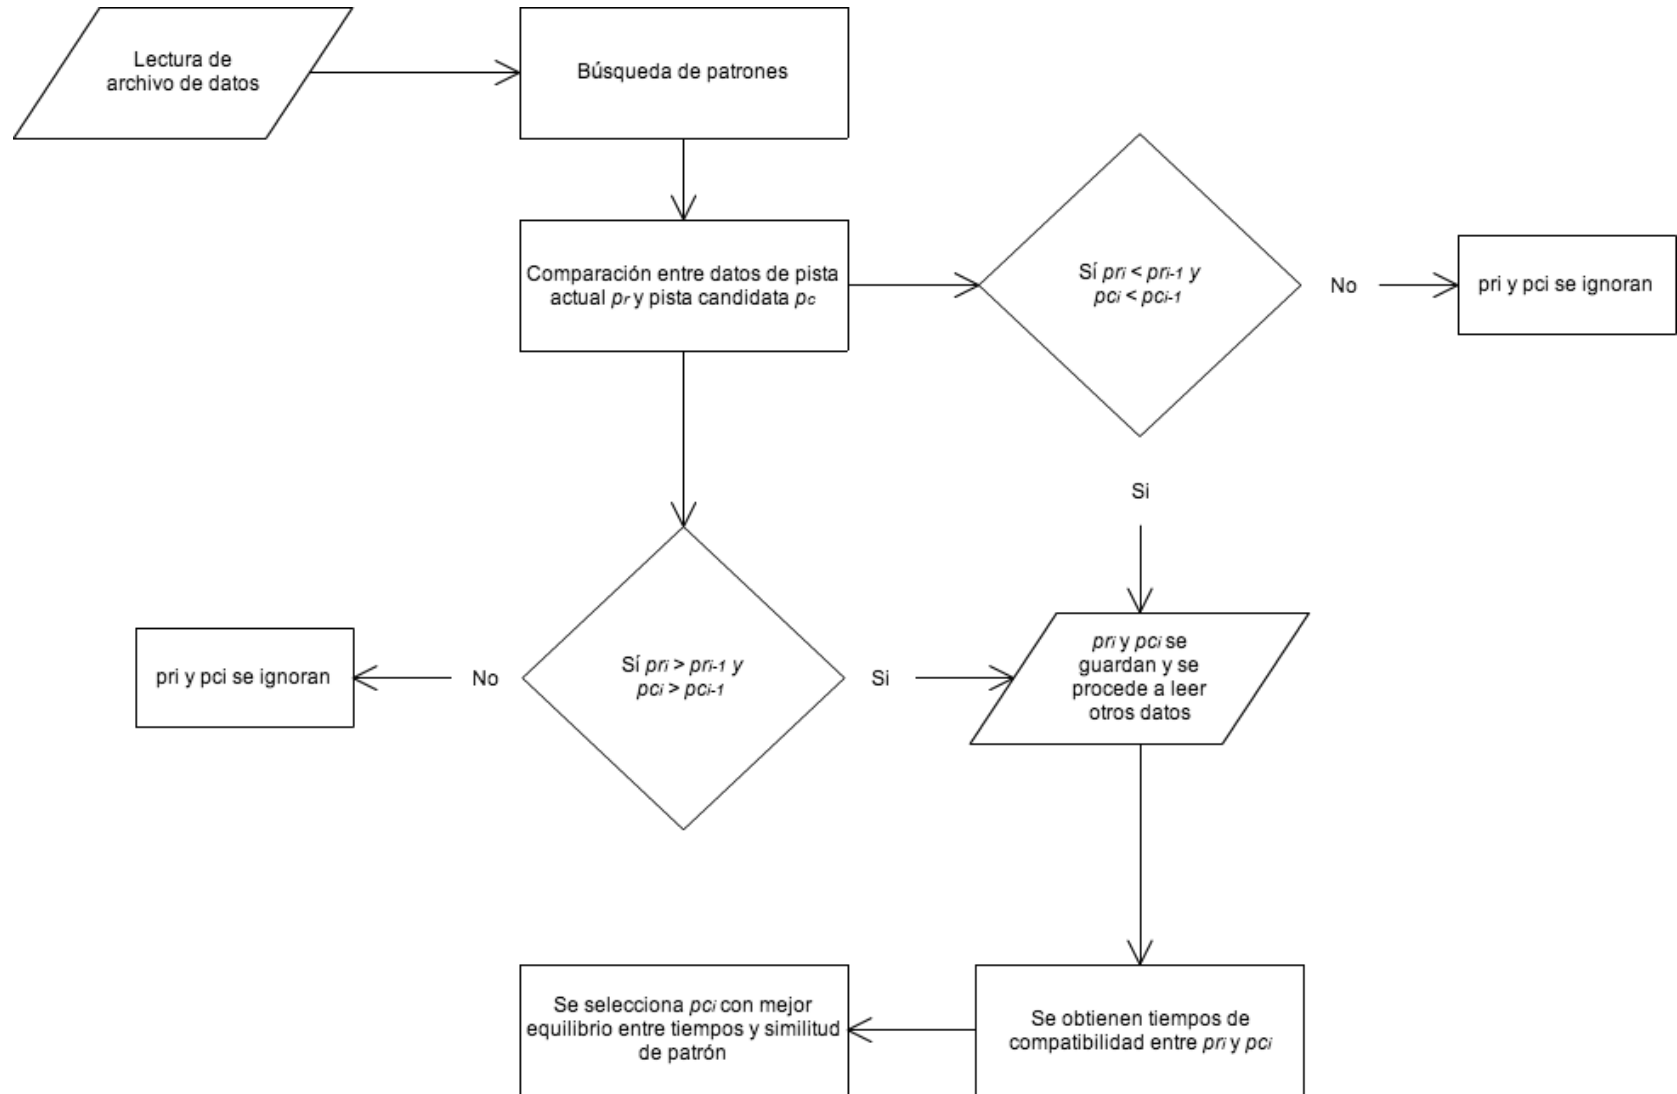 Lectura de
archivo de datos
Búsqueda de patrones
Comparación entre datos de pista
actual pr y pista candidata pc
Sí pri < pri-1 y
pci < pci-1
No
pri y pci se ignoran
Si
Sí pri > pri-1 y
pci > pci-1
No
pri y pci se ignoran
Si
pri y pci se
guardan y se
procede a leer
otros datos
Se obtienen tiempos de
compatibilidad entre pri y pci
Se selecciona pci con mejor
equilibrio entre tiempos y similitud
de patrón